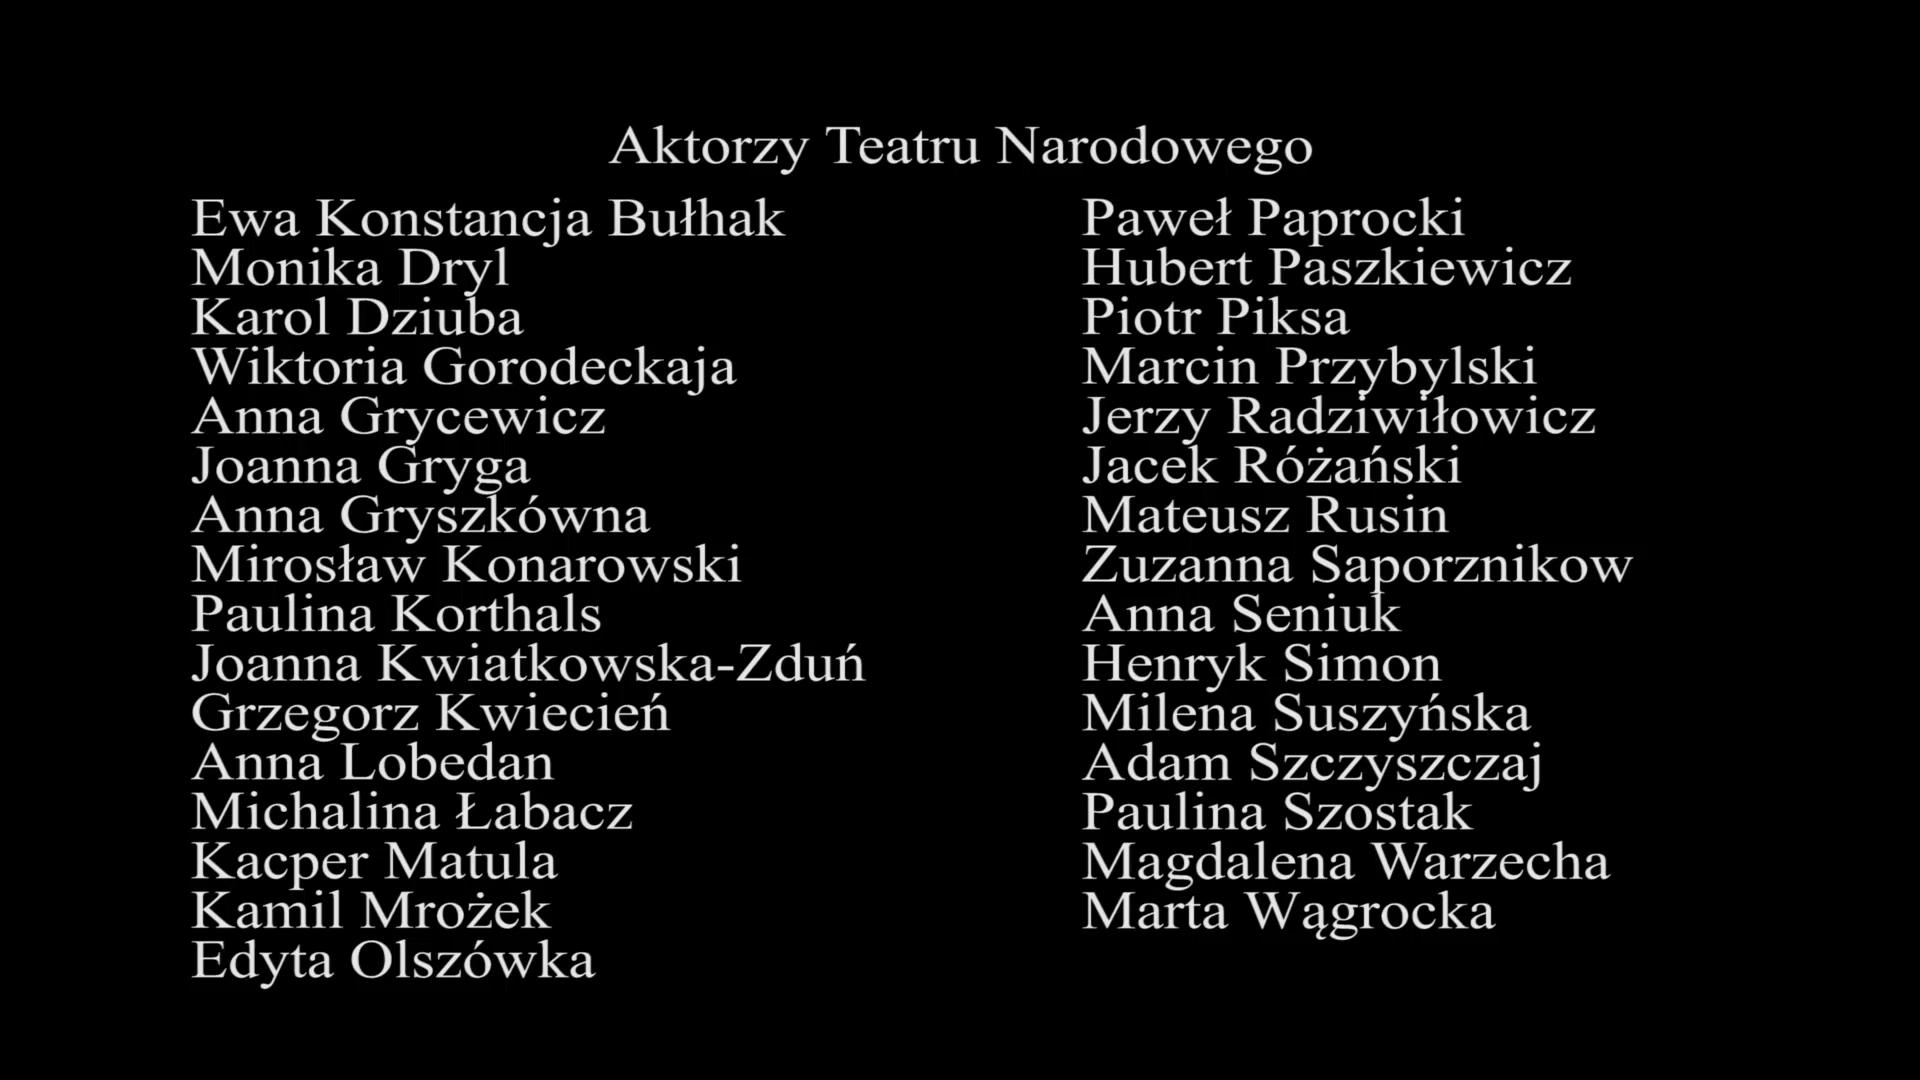 Aktorzy Teatru Narodowego
Ewa Konstancja Bułhak
Monika Dryl
Karol Dziuba
Wiktoria Gorodeckaja
Anna Grycewicz
Joanna Gryga
Anna Gryszkówna
Mirosław Konarowski
Paulina Korthals
Joanna Kwiatkowska-Zduń
Grzegorz Kwiecień
Anna Lobedan
Michalina Łabacz
Kacper Matula
Kamil Mrożek
Edyta Olszówka
Paweł Paprocki
Hubert Paszkiewicz
Piotr Piksa
Marcin Przybylski
Jerzy Radziwiłowicz
Jacek Różański
Mateusz Rusin
Zuzanna Saporznikow
Anna Seniuk
Henryk Simon
Milena Suszyńska
Adam Szczyszczaj
Paulina Szostak
Magdalena Warzecha
Marta Wągrocka